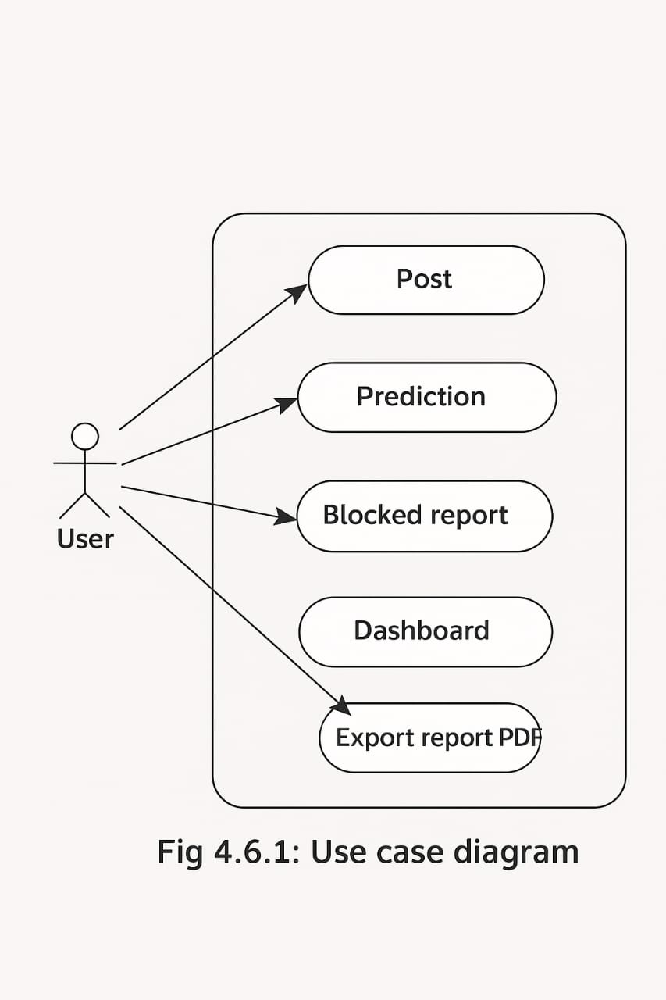 Post
Prediction
Blocked report
User
Dashboard
Export report PDF
Fig 4.6.1: Use case diagram